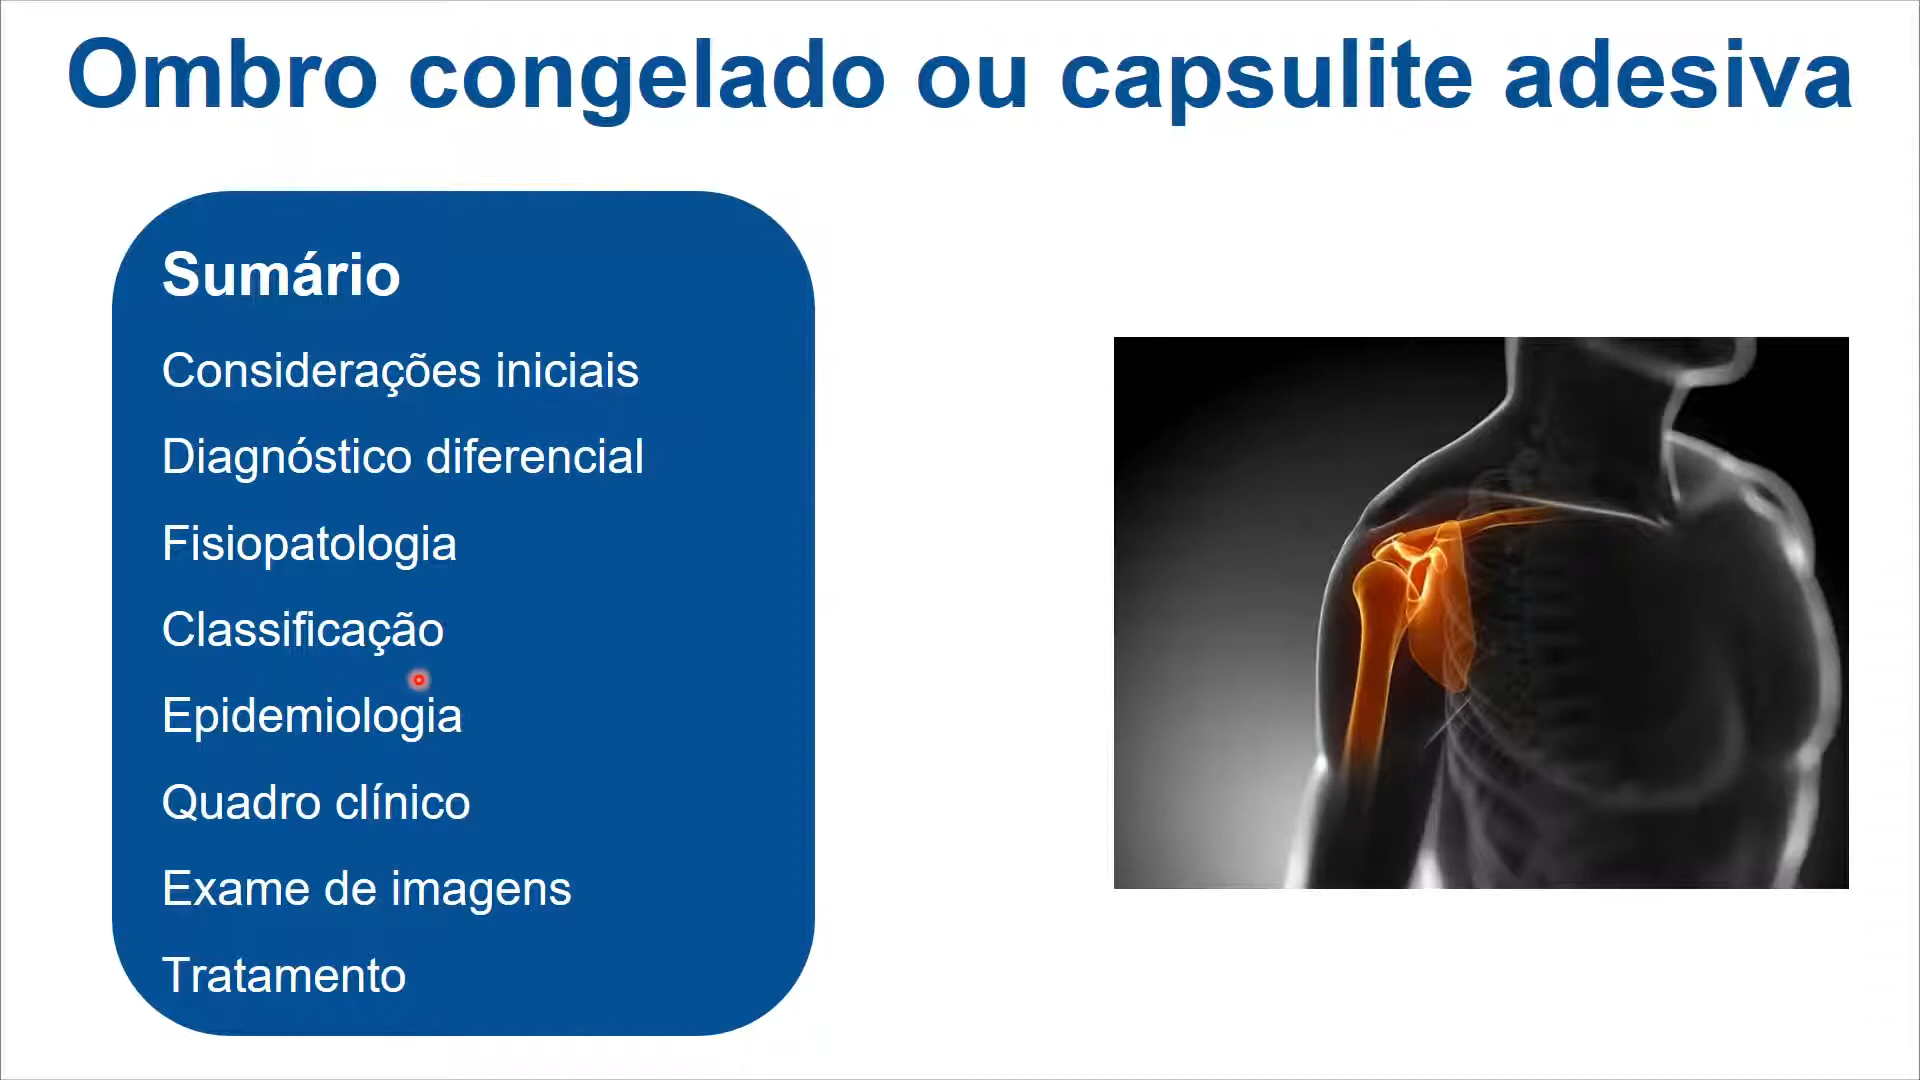 Ombro congelado ou capsulite adesiva
Sumário
Considerações iniciais
Diagnóstico diferencial
Fisiopatologia
Classificação
Epidemiologia
Quadro clínico
Exame de imagens
Tratamento